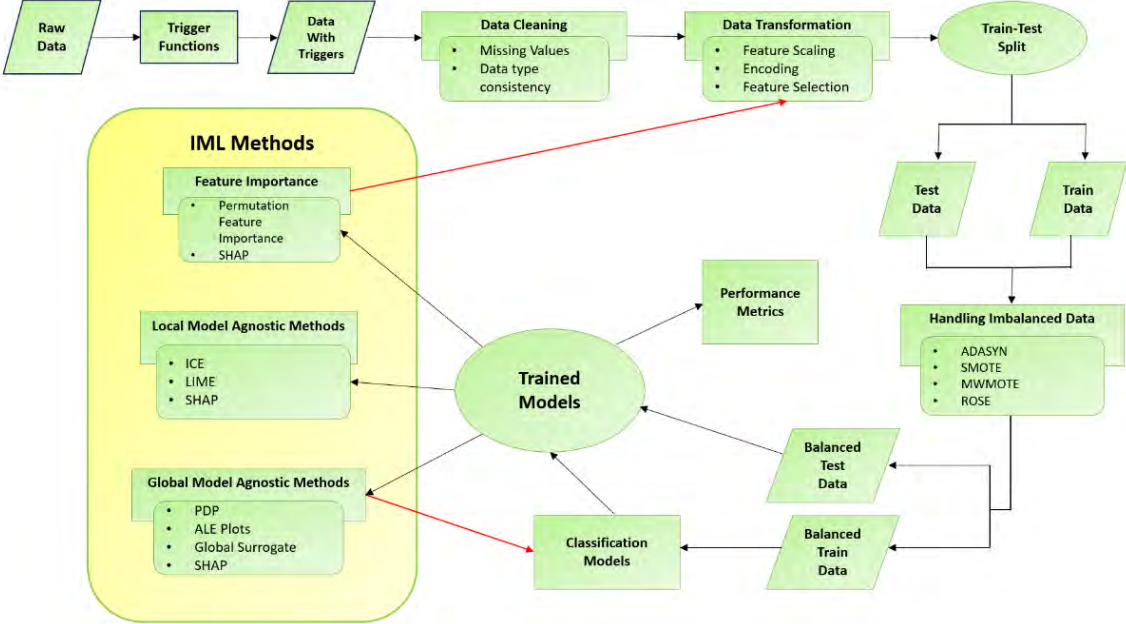 Raw
Data
Trigger
Functions
Data
With
Triggers
Data Cleaning
• Missing Values
• Data type
consistency
Data Transformation
• Feature Scaling
• Encoding
• Feature Selection
Train-Test
Split
Test
Data
Train
Data
Handling Imbalanced Data
• ADASYN
• SMOTE
• MWMOTE
• ROSE
Balanced
Test
Data
Balanced
Train
Data
Classification
Models
Trained
Models
Performance
Metrics
IML Methods
Feature Importance
• Permutation
Feature
Importance
• SHAP
Local Model Agnostic Methods
• ICE
• LIME
• SHAP
Global Model Agnostic Methods
• PDP
• ALE Plots
• Global Surrogate
• SHAP